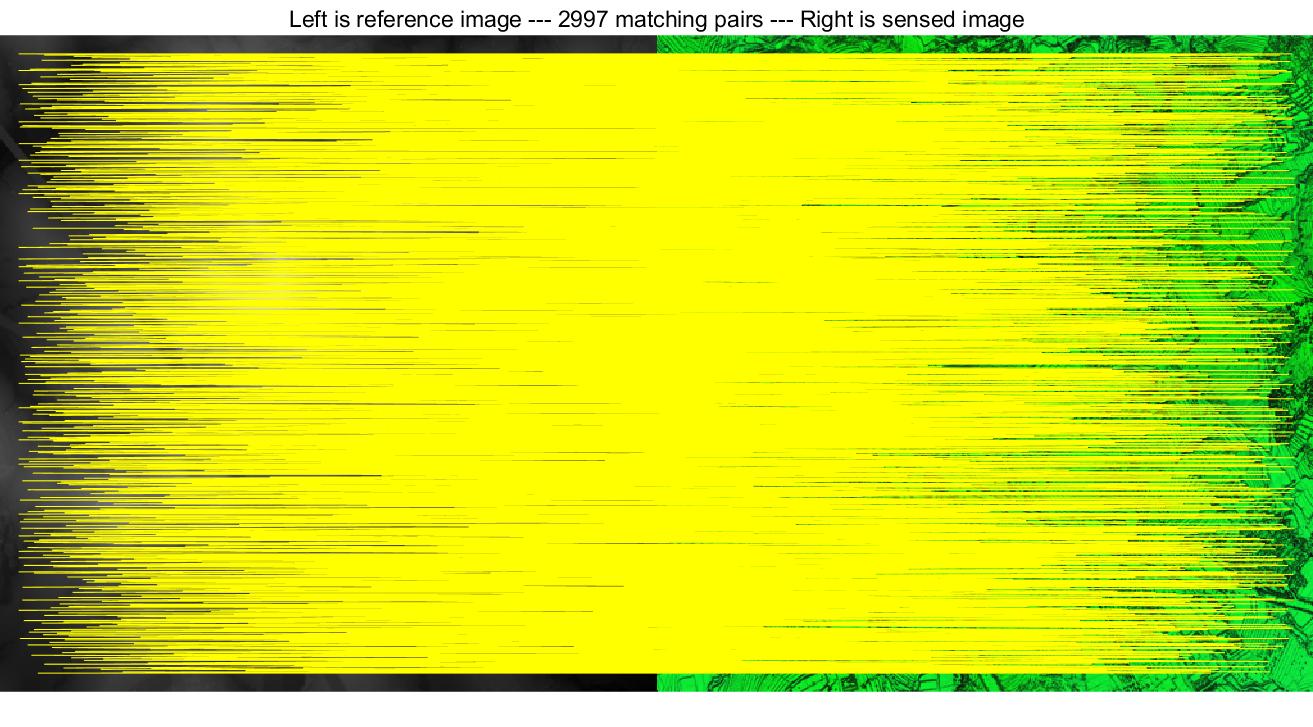 Left is reference image --- 2997 matching pairs --- Right is sensed image